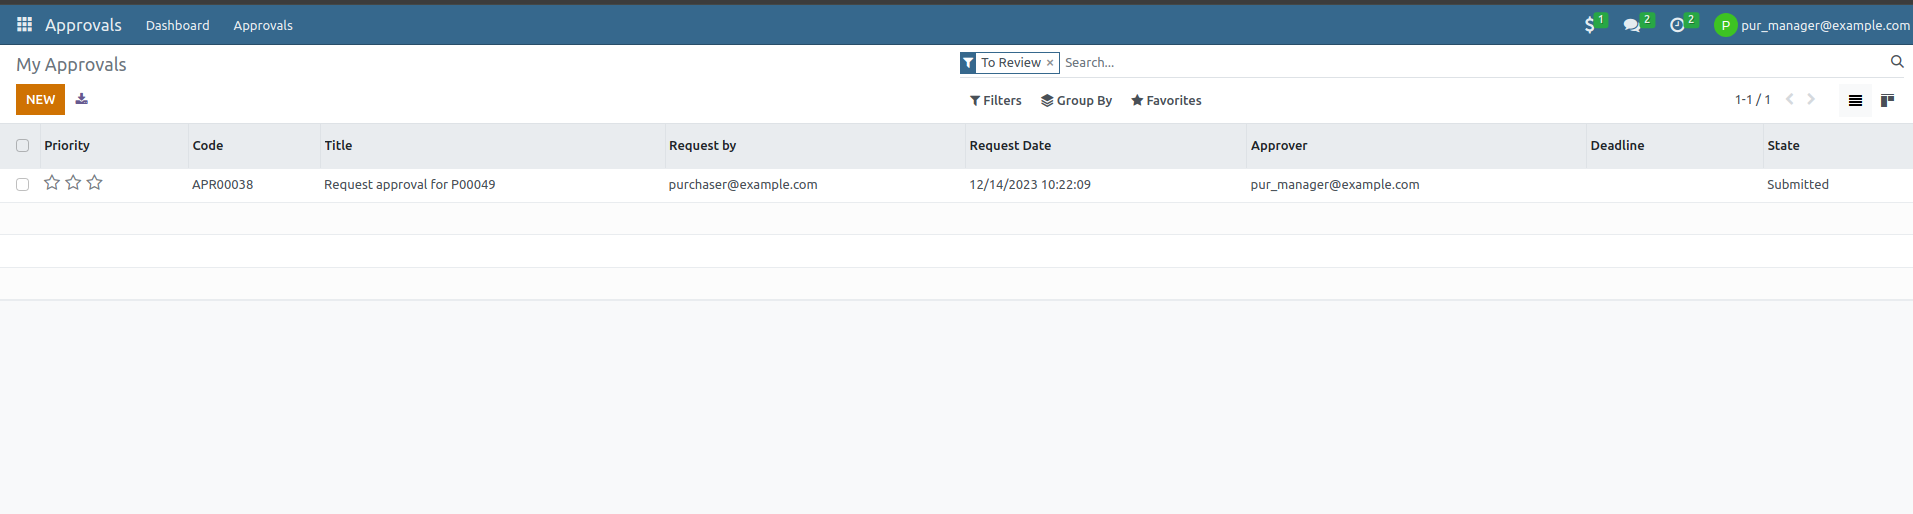 Approvals Dashboard Approvals 1 2 2 P pur_manager@example.com
My Approvals To Review × Search...
NEW Filters Group By Favorites 1-1 / 1
Priority Code Title Request by Request Date Approver Deadline State
APR00038 Request approval for P00049 purchaser@example.com 12/14/2023 10:22:09 pur_manager@example.com Submitted